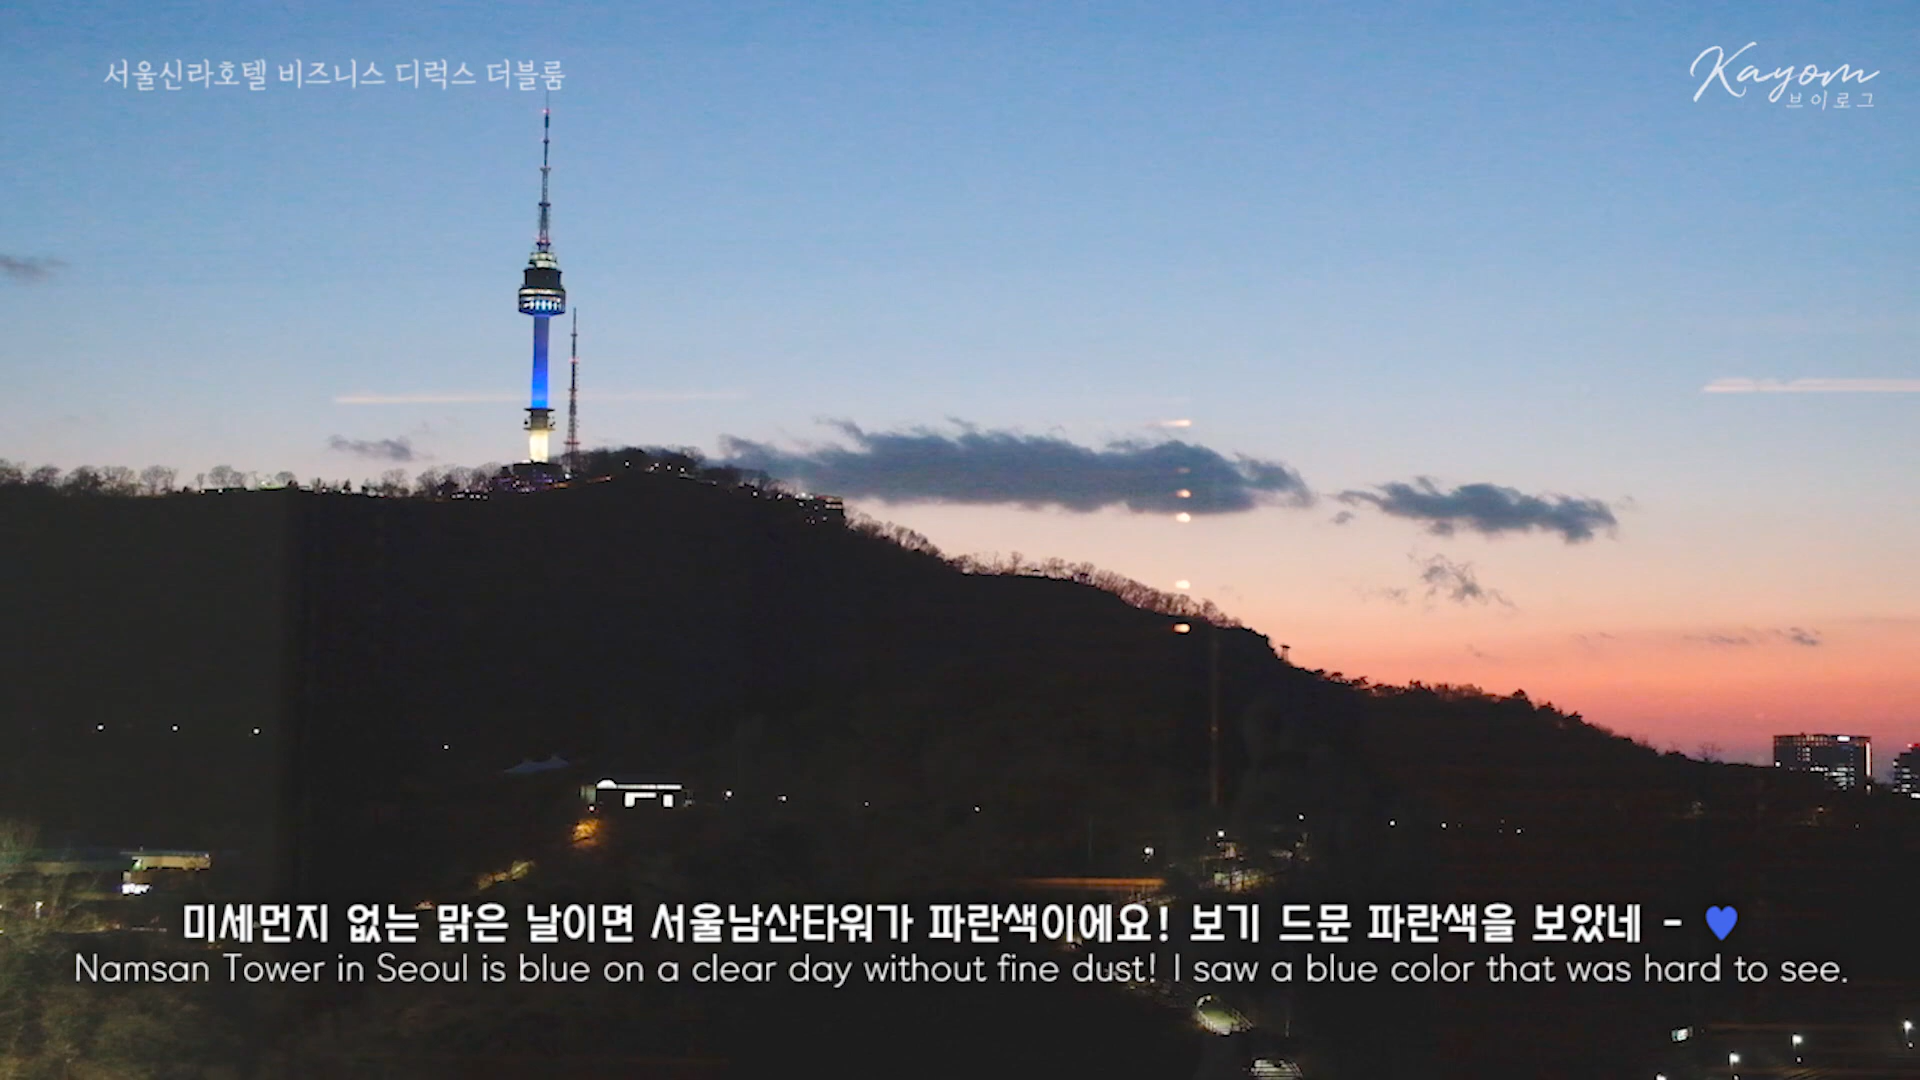 서울신라호텔 비즈니스 디럭스 더블룸
Kayom
브이로그
미세먼지 없는 맑은 날이면 서울남산타워가 파란색이에요! 보기 드문 파란색을 보았네 - 💙
Namsan Tower in Seoul is blue on a clear day without fine dust! I saw a blue color that was hard to see.